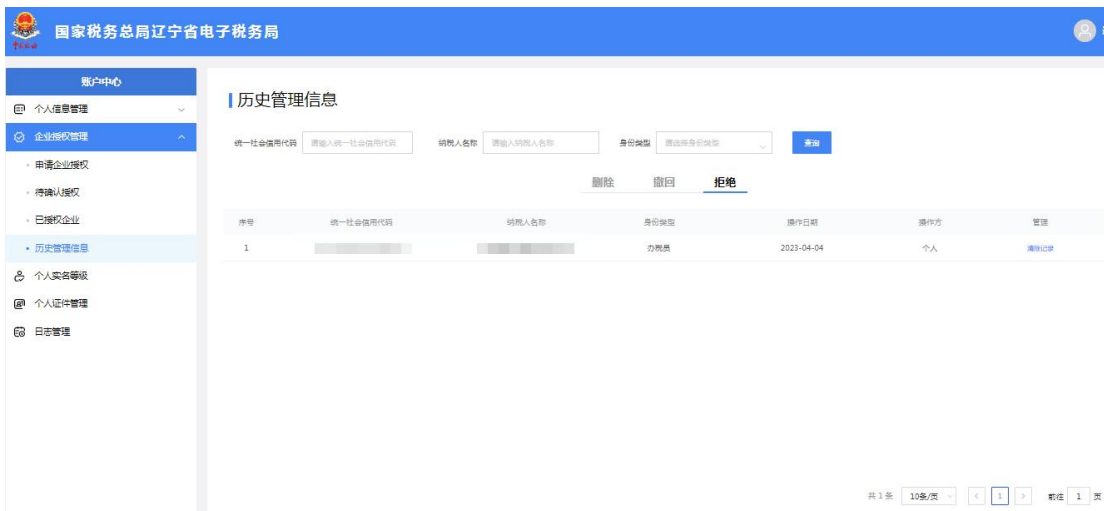 国家税务总局辽宁省电子税务局
账户中心
个人信息管理
企业授权管理
申请企业授权
待确认授权
已授权企业
历史管理信息
个人实名等级
个人证件管理
日志管理
历史管理信息
统一社会信用代码 请输入统一社会信用代码 纳税人名称 请输入纳税人名称 身份类型 请选择身份类型 查询
删除 撤回 拒绝
序号 统一社会信用代码 纳税人名称 身份类型 操作日期 操作方 管理
1 办税员 2023-04-04 个人 清除记录
共1条 10条/页 < 1 > 前往 1 页